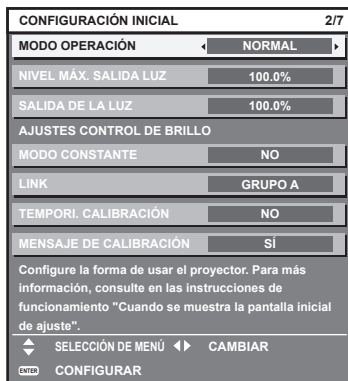 CONFIGURACIÓN INICIAL 2/7
MODO OPERACIÓN NORMAL
NIVEL MÁX. SALIDA LUZ 100.0%
SALIDA DE LA LUZ 100.0%
AJUSTES CONTROL DE BRILLO
MODO CONSTANTE NO
LINK GRUPO A
TEMPORI. CALIBRACIÓN NO
MENSAJE DE CALIBRACIÓN SÍ
Configure la forma de usar el proyector. Para más
información, consulte en las instrucciones de
funcionamiento "Cuando se muestra la pantalla inicial
de ajuste".
SELECCIÓN DE MENÚ CAMBIAR
ENTER CONFIGURAR